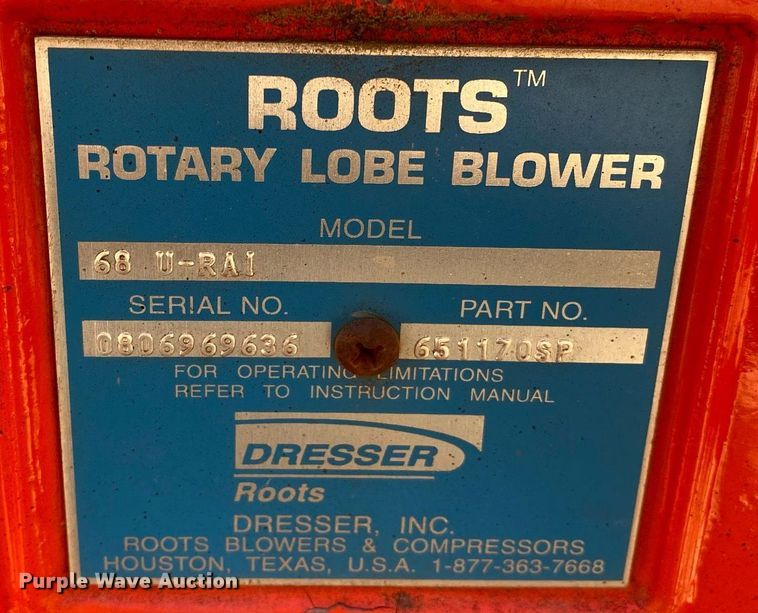 ROOTS™
ROTARY LOBE BLOWER
MODEL
68 U-RAI
SERIAL NO. PART NO.
0806969636 651170SP
FOR OPERATING LIMITATIONS
REFER TO INSTRUCTION MANUAL
DRESSER
Roots
DRESSER, INC.
ROOTS BLOWERS & COMPRESSORS
HOUSTON, TEXAS, U.S.A. 1-877-363-7668
Purple Wave Auction